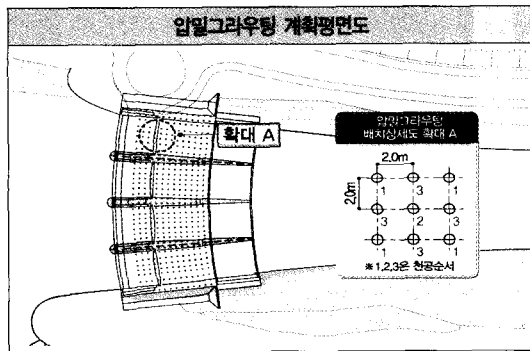 압밀그라우팅 계획평면도
확대 A
압밀그라우팅
배치상세도 확대 A
2.0m
2.0m
1 3 1
3 2 3
1 3 1
※1,2,3은 천공순서